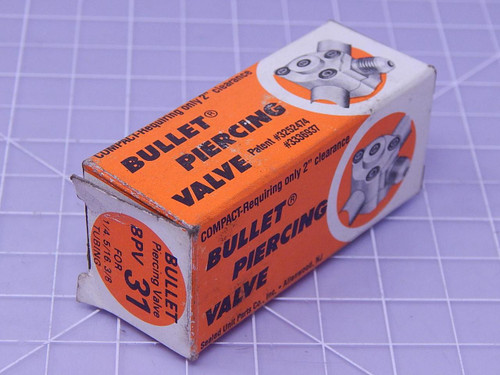 COMPACT-Requiring only 2" clearance
BULLET®
PIERCING
VALVE
Patent #3252474
#3336937
COMPACT-Requiring only 2" clearance
BULLET®
PIERCING
VALVE
Sealed Unit Parts Co., Inc. • Allenwood, NJ
BULLET
Piercing Valve
BPV 31
FOR
1/4, 5/16, 3/8
TUBING